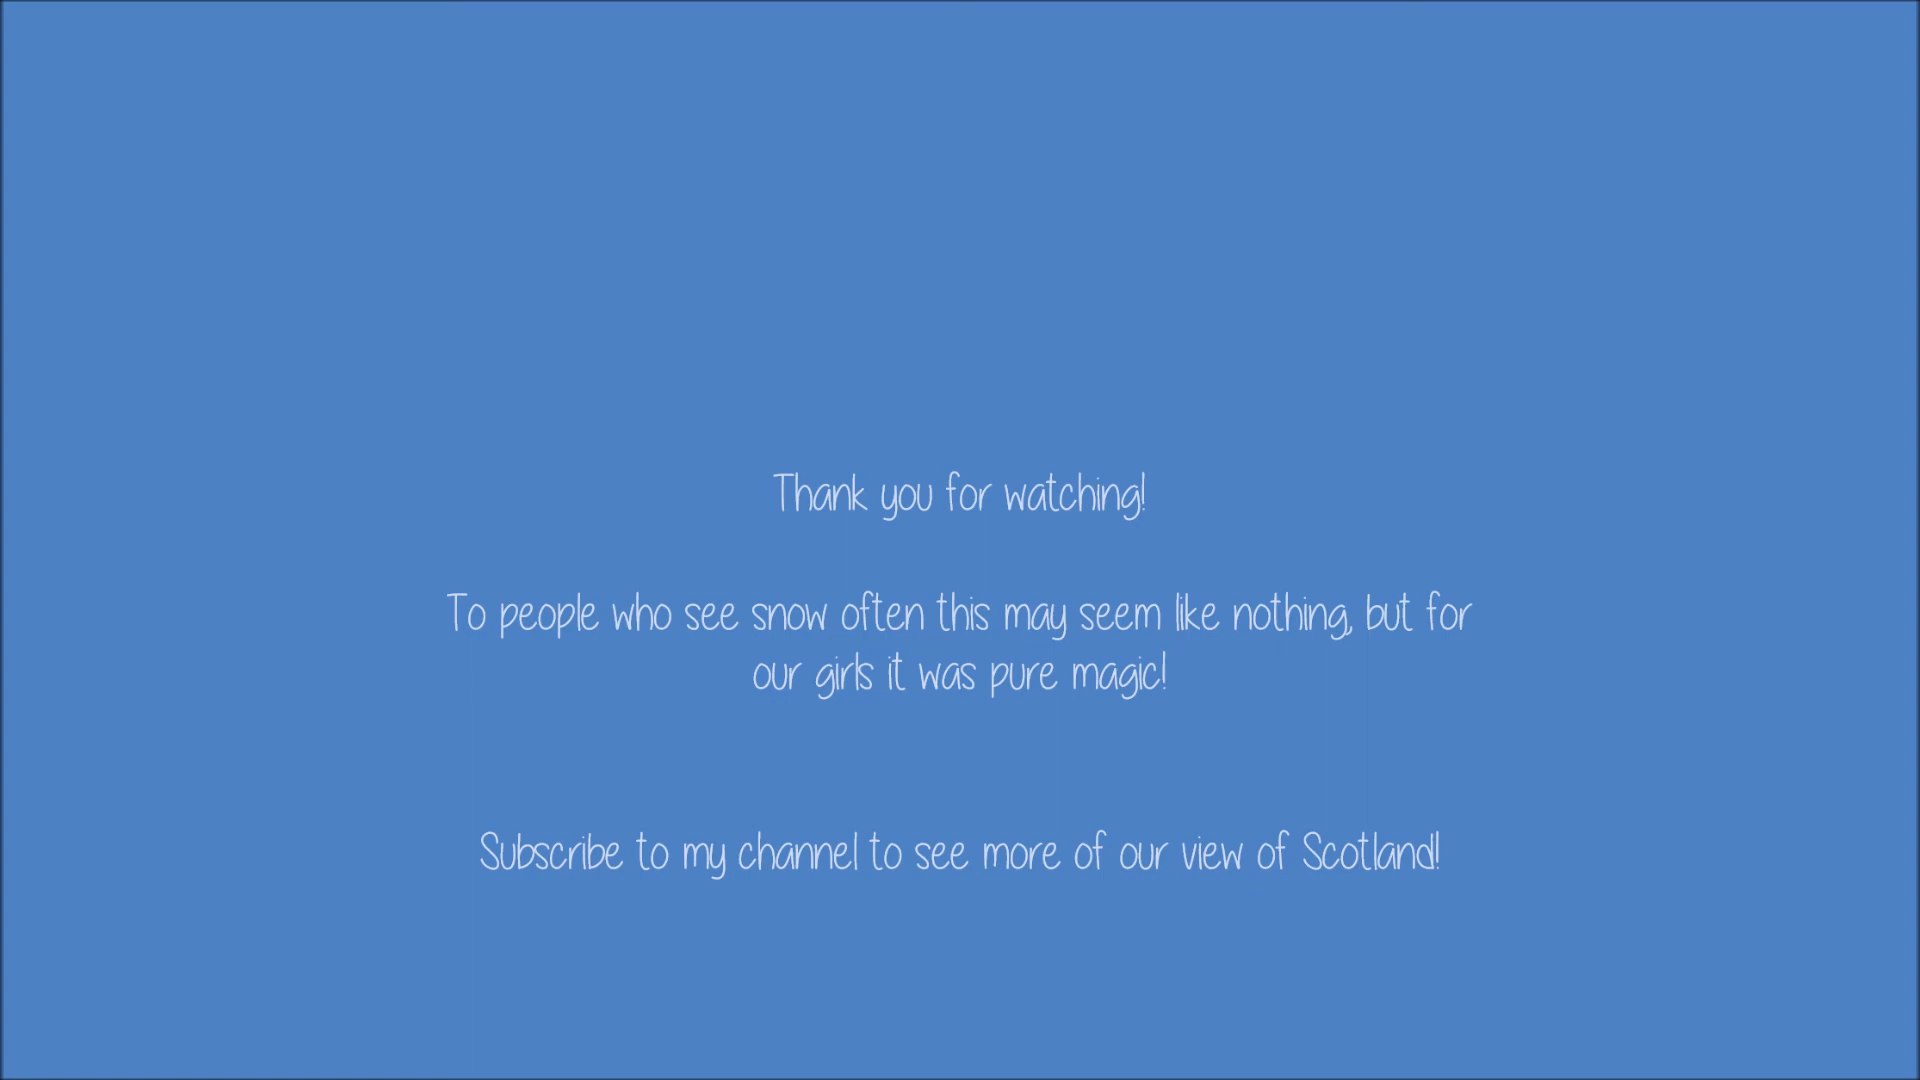 Thank you for watching!
To people who see snow often this may seem like nothing, but for
our girls it was pure magic!
Subscribe to my channel to see more of our view of Scotland!